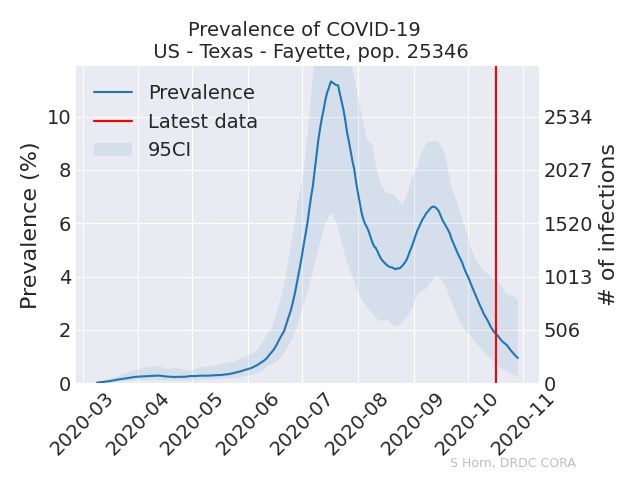 Prevalence of COVID-19
US - Texas - Fayette, pop. 25346
Prevalence
Latest data
95CI
Prevalence (%)
10
8
6
4
2
0
2534
2027
1520
1013
506
0
# of infections
2020-03
2020-04
2020-05
2020-06
2020-07
2020-08
2020-09
2020-10
2020-11
S Horn, DRDC CORA